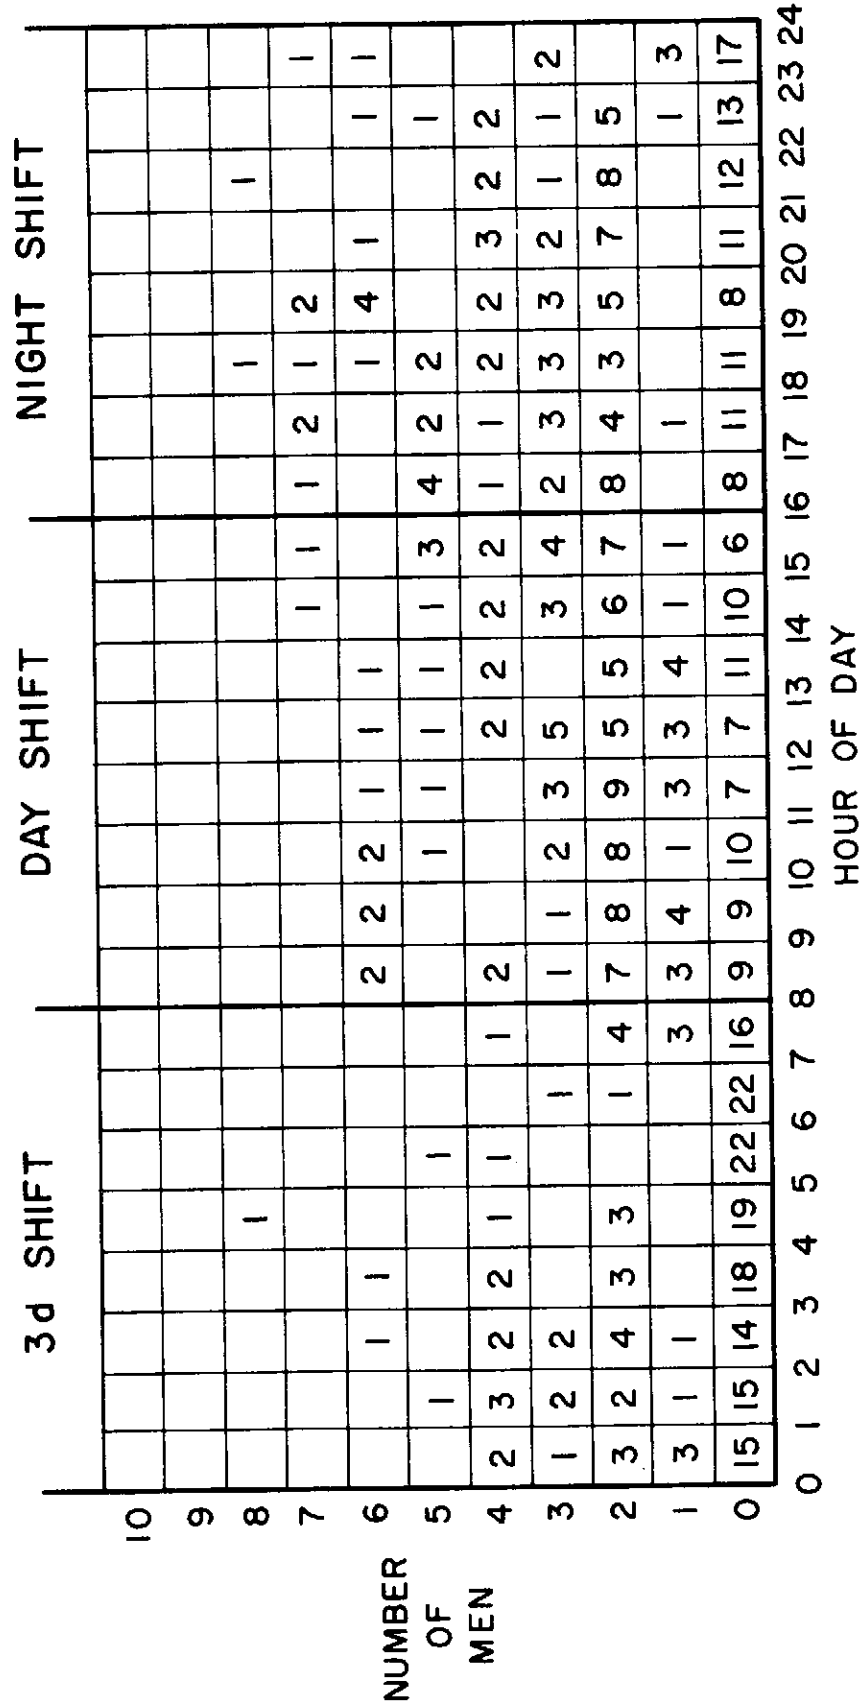 3d SHIFT DAY SHIFT NIGHT SHIFT
10
9
8 1 1 1
7 1 1 1 2 1 2 1
6 1 1 2 2 2 1 1 1 1 4 1 1 1
5 1 1 1 1 1 1 1 3 4 2 2 1
4 2 3 2 2 1 1 1 2 2 2 2 2 1 1 2 2 3 2 2
3 1 2 2 1 1 1 2 3 5 3 4 2 3 3 3 2 1 1 2
2 3 2 4 3 3 1 4 7 8 8 9 5 5 6 7 8 4 3 5 7 8 5
1 3 1 1 3 3 4 1 3 3 4 1 1 1 1 3
0 15 15 14 18 19 22 22 16 9 9 10 7 7 11 10 6 8 11 11 8 11 12 13 17
0 1 2 3 4 5 6 7 8 9 10 11 12 13 14 15 16 17 18 19 20 21 22 23 24
NUMBER
OF
MEN
HOUR OF DAY